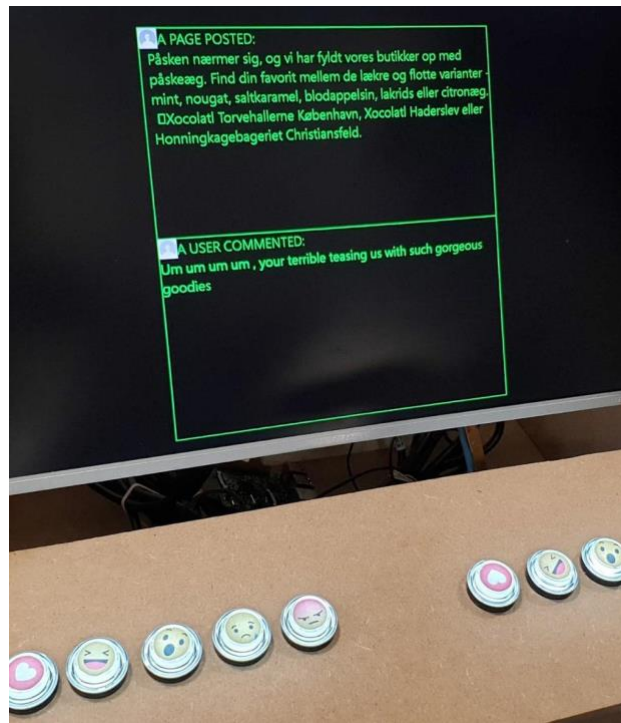 A PAGE POSTED:
Påsken nærmer sig, og vi har fyldt vores butikker op med
påskeæg. Find din favorit mellem de lækre og flotte varianter -
mint, nougat, saltkaramel, blodappelsin, lakrids eller citronæg.
□Xocolatl Torvehallerne København, Xocolatl Haderslev eller
Honningkagebageriet Christiansfeld.
A USER COMMENTED:
Um um um um , your terrible teasing us with such gorgeous
goodies